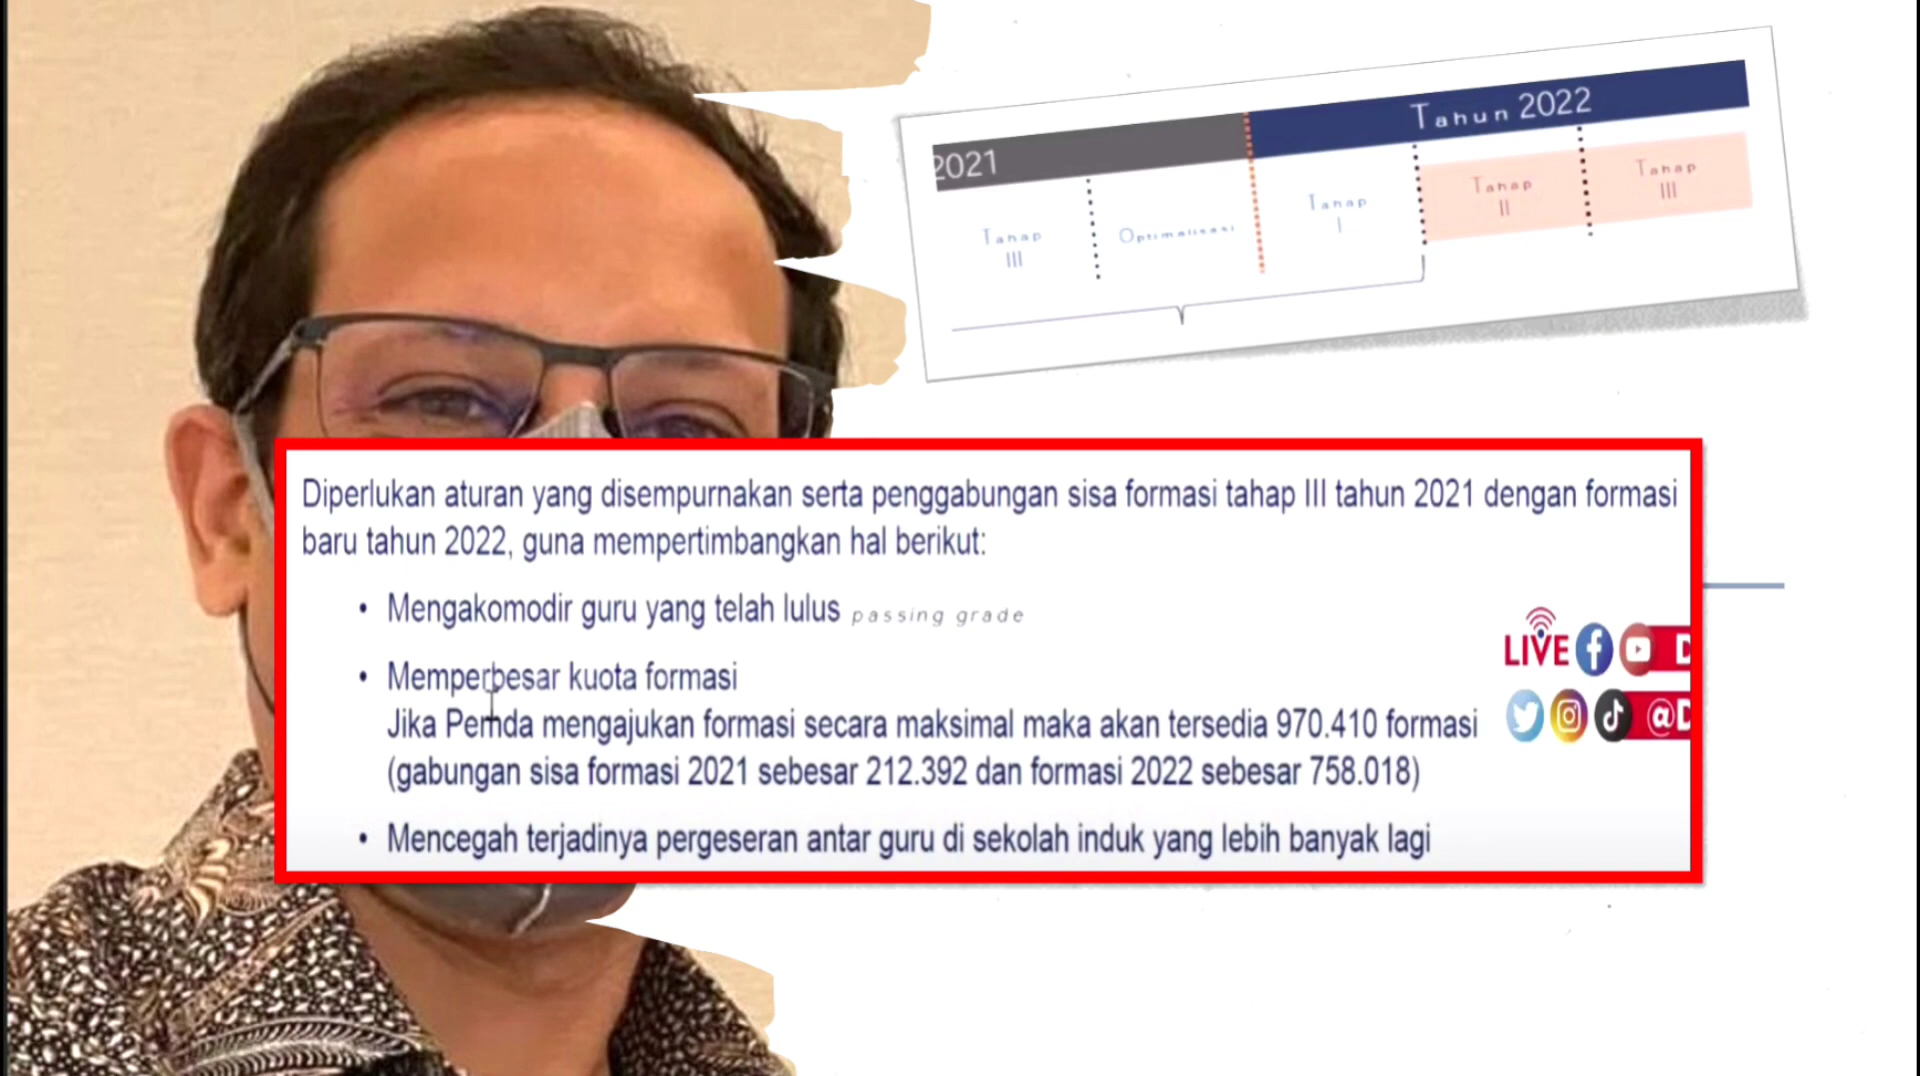 2021
Tahun 2022
Tahap
III
Optimalisasi
Tahap
I
Tahap
II
Tahap
III
Diperlukan aturan yang disempurnakan serta penggabungan sisa formasi tahap III tahun 2021 dengan formasi
baru tahun 2022, guna mempertimbangkan hal berikut:
• Mengakomodir guru yang telah lulus passing grade
• Memperbesar kuota formasi
Jika Pemda mengajukan formasi secara maksimal maka akan tersedia 970.410 formasi
(gabungan sisa formasi 2021 sebesar 212.392 dan formasi 2022 sebesar 758.018)
• Mencegah terjadinya pergeseran antar guru di sekolah induk yang lebih banyak lagi
LIVE D
@D